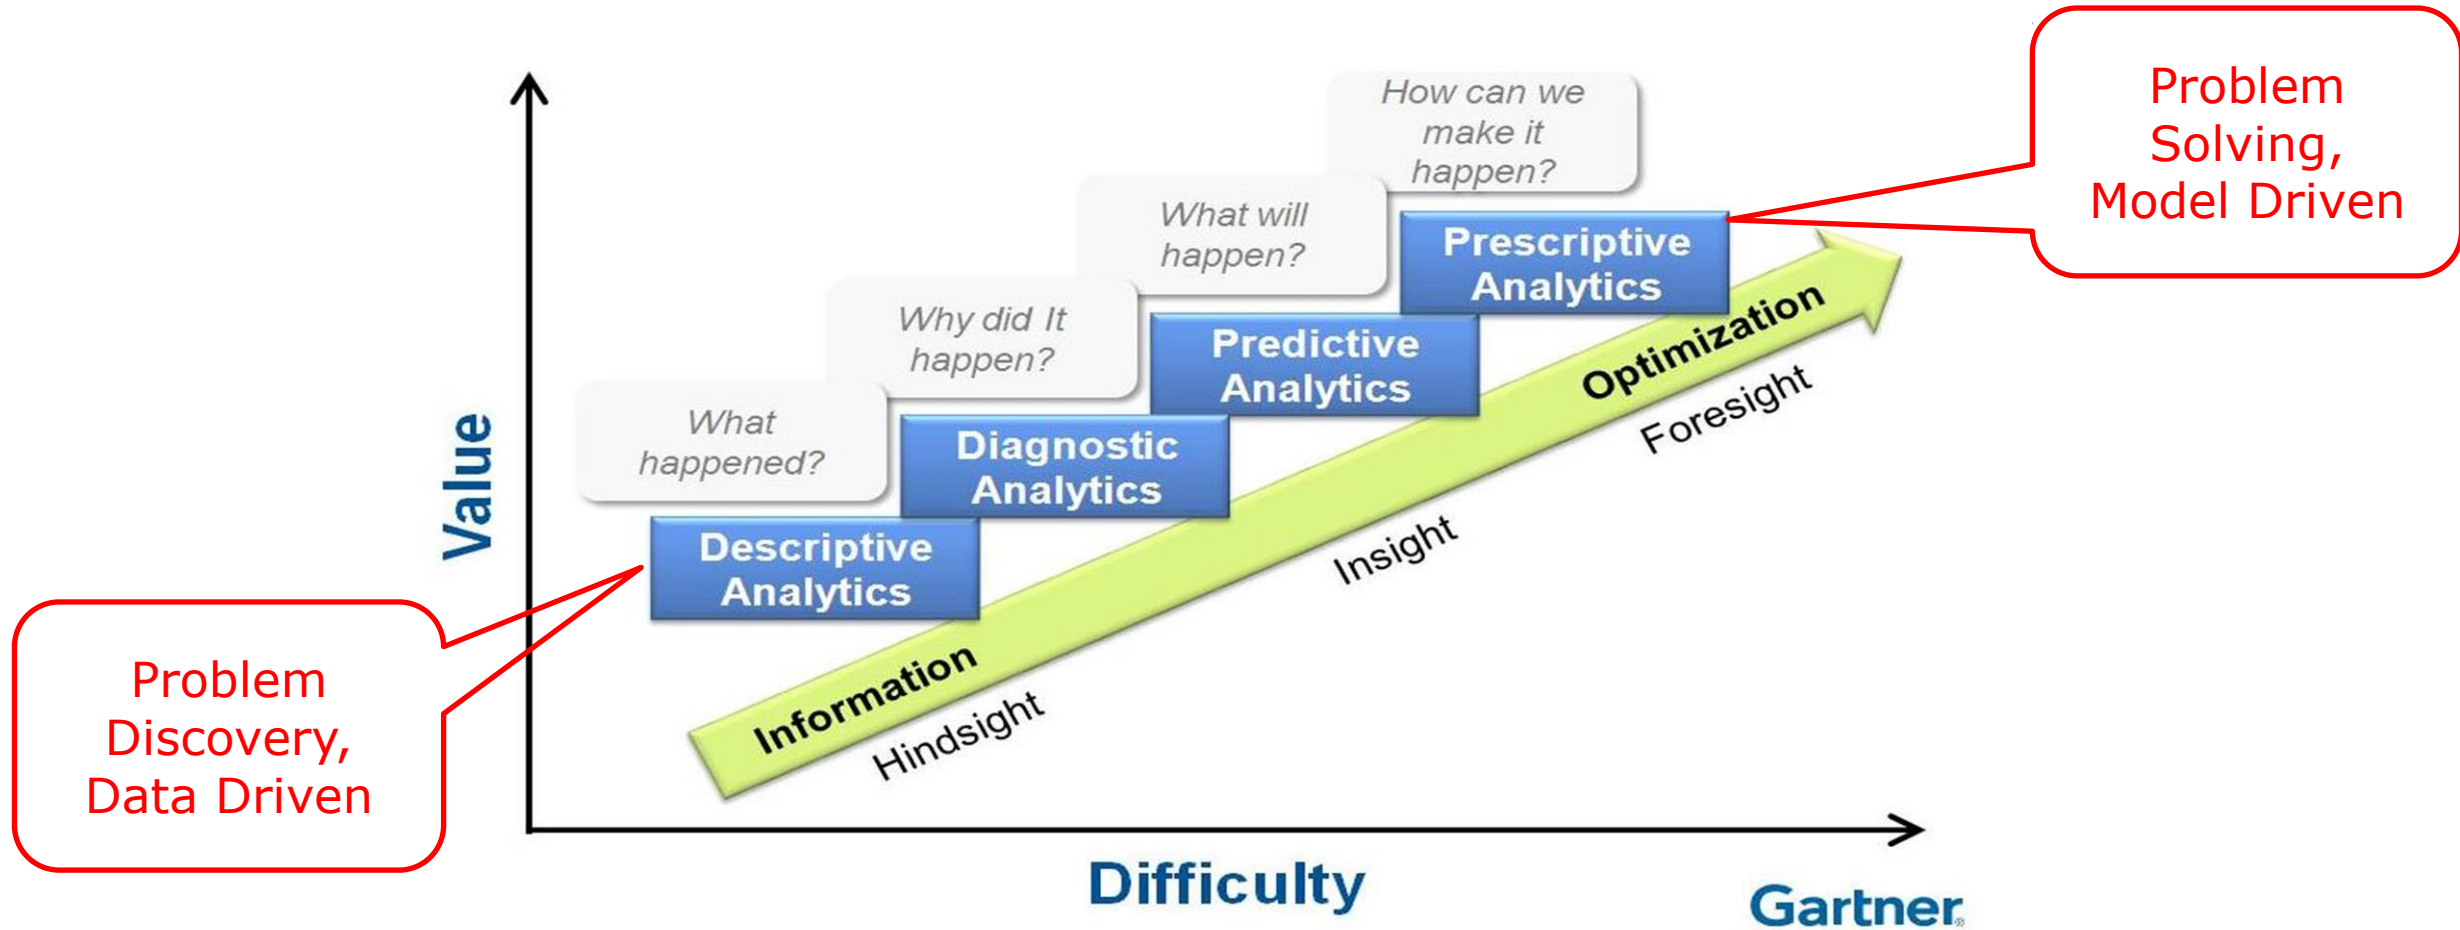 How can we
make it
happen?
Problem
Solving,
Model Driven
What will
happen?
Prescriptive
Analytics
Why did It
happen?
Predictive
Analytics
What
happened?
Diagnostic
Analytics
Descriptive
Analytics
Problem
Discovery,
Data Driven
Value
Information
Optimization
Hindsight
Insight
Foresight
Difficulty
Gartner®